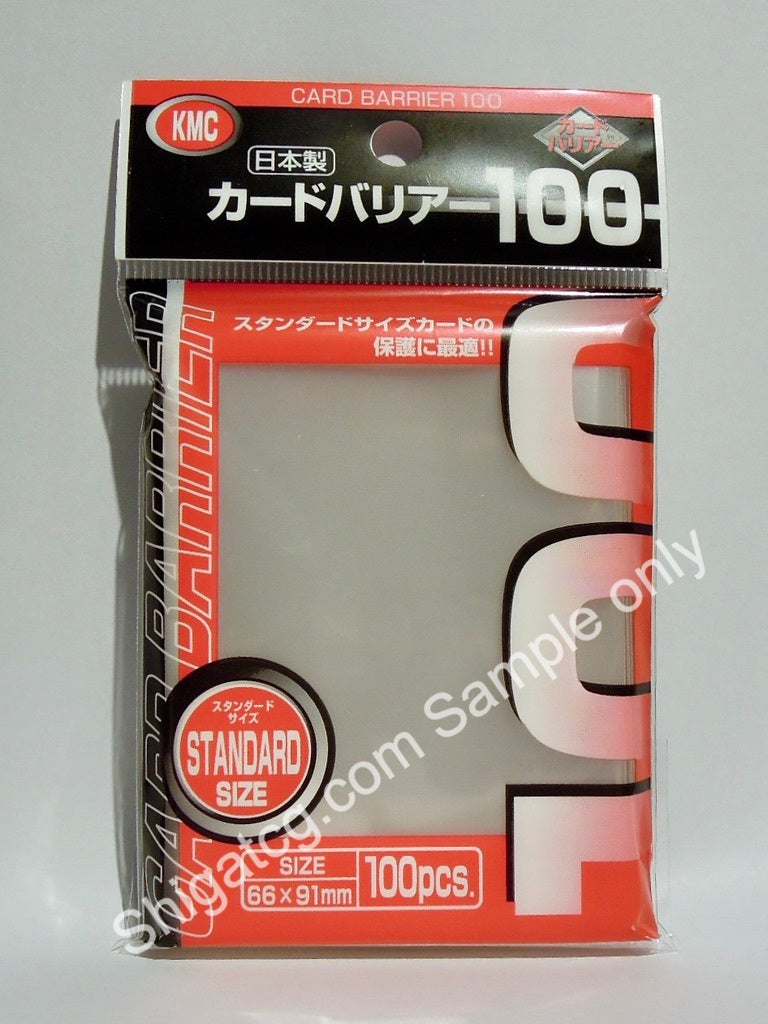 CARD BARRIER 100
KMC
カード
バリアー
日本製
カードバリアー100
スタンダードサイズカードの
保護に最適!!
100
CARD BARRIER
スタンダード
サイズ
STANDARD
SIZE
SIZE
66×91mm
100pcs.
Shigatcg.com Sample only